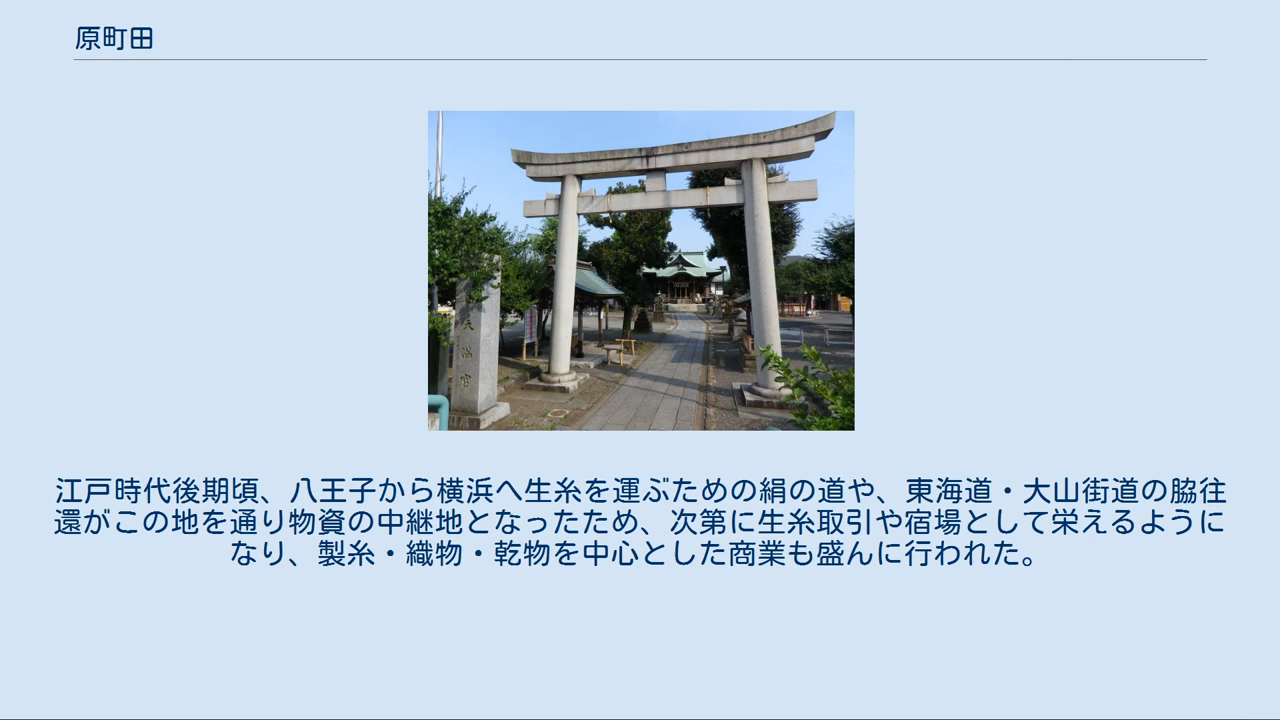 原町田
天満宮
江戸時代後期頃、八王子から横浜へ生糸を運ぶための絹の道や、東海道・大山街道の脇往
還がこの地を通り物資の中継地となったため、次第に生糸取引や宿場として栄えるように
なり、製糸・織物・乾物を中心とした商業も盛んに行われた。